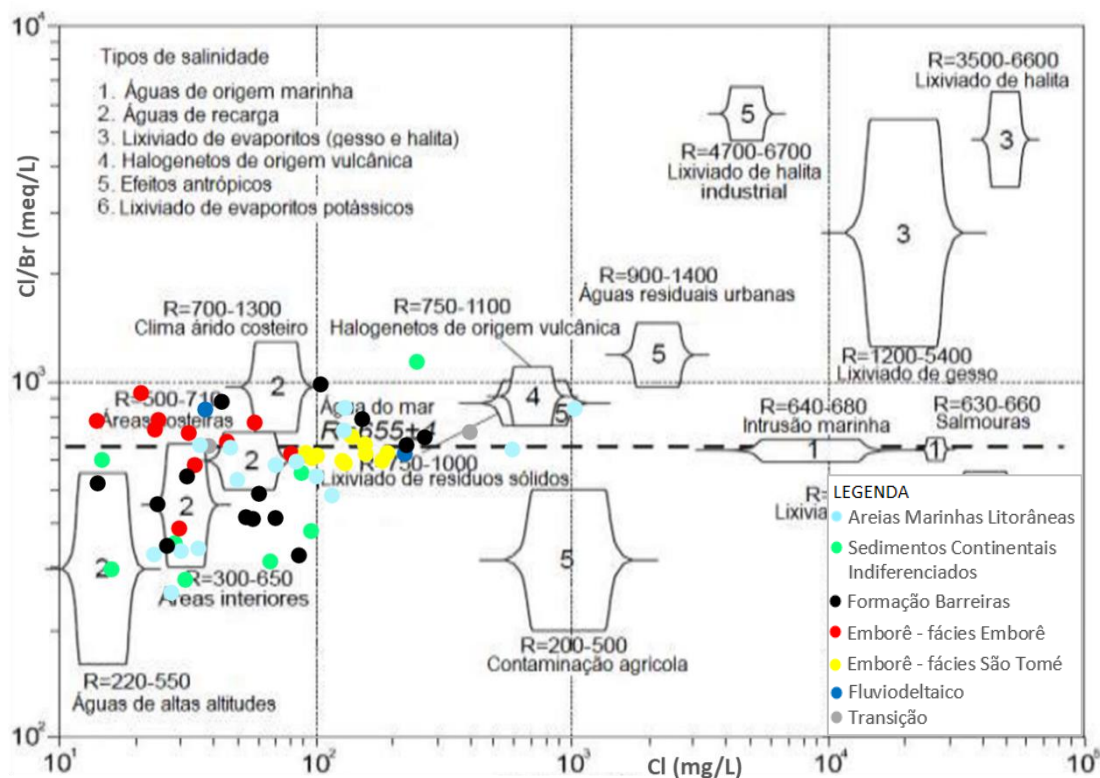 10⁴
Tipos de salinidade
1. Águas de origem marinha
2. Águas de recarga
3. Lixiviado de evaporitos (gesso e halita)
4. Halogenetos de origem vulcânica
5. Efeitos antrópicos
6. Lixiviado de evaporitos potássicos
R=3500-6600
Lixiviado de halita
3
5
R=4700-6700
Lixiviado de halita
industrial
3
R=1200-5400
Lixiviado de gesso
R=900-1400
Águas residuais urbanas
5
R=700-1300
Clima árido costeiro
2
R=750-1100
Halogenetos de origem vulcânica
4
5
10³
R=500-710
Áreas costeiras
2
Água do mar
R=655±4
R=750-1000
Lixiviado de resíduos sólidos
R=640-680
Intrusão marinha
1
R=630-660
Salmouras
1
R=
Lixivia
2
R=300-650
Áreas interiores
2
R=220-550
Águas de altas altitudes
5
R=200-500
Contaminação agrícola
LEGENDA
Areias Marinhas Litorâneas
Sedimentos Continentais
Indiferenciados
Formação Barreiras
Emborê - fácies Emborê
Emborê - fácies São Tomé
Fluviodeltaico
Transição
Cl/Br (meq/L)
10²
10¹
10²
10³
10⁴
Cl (mg/L)